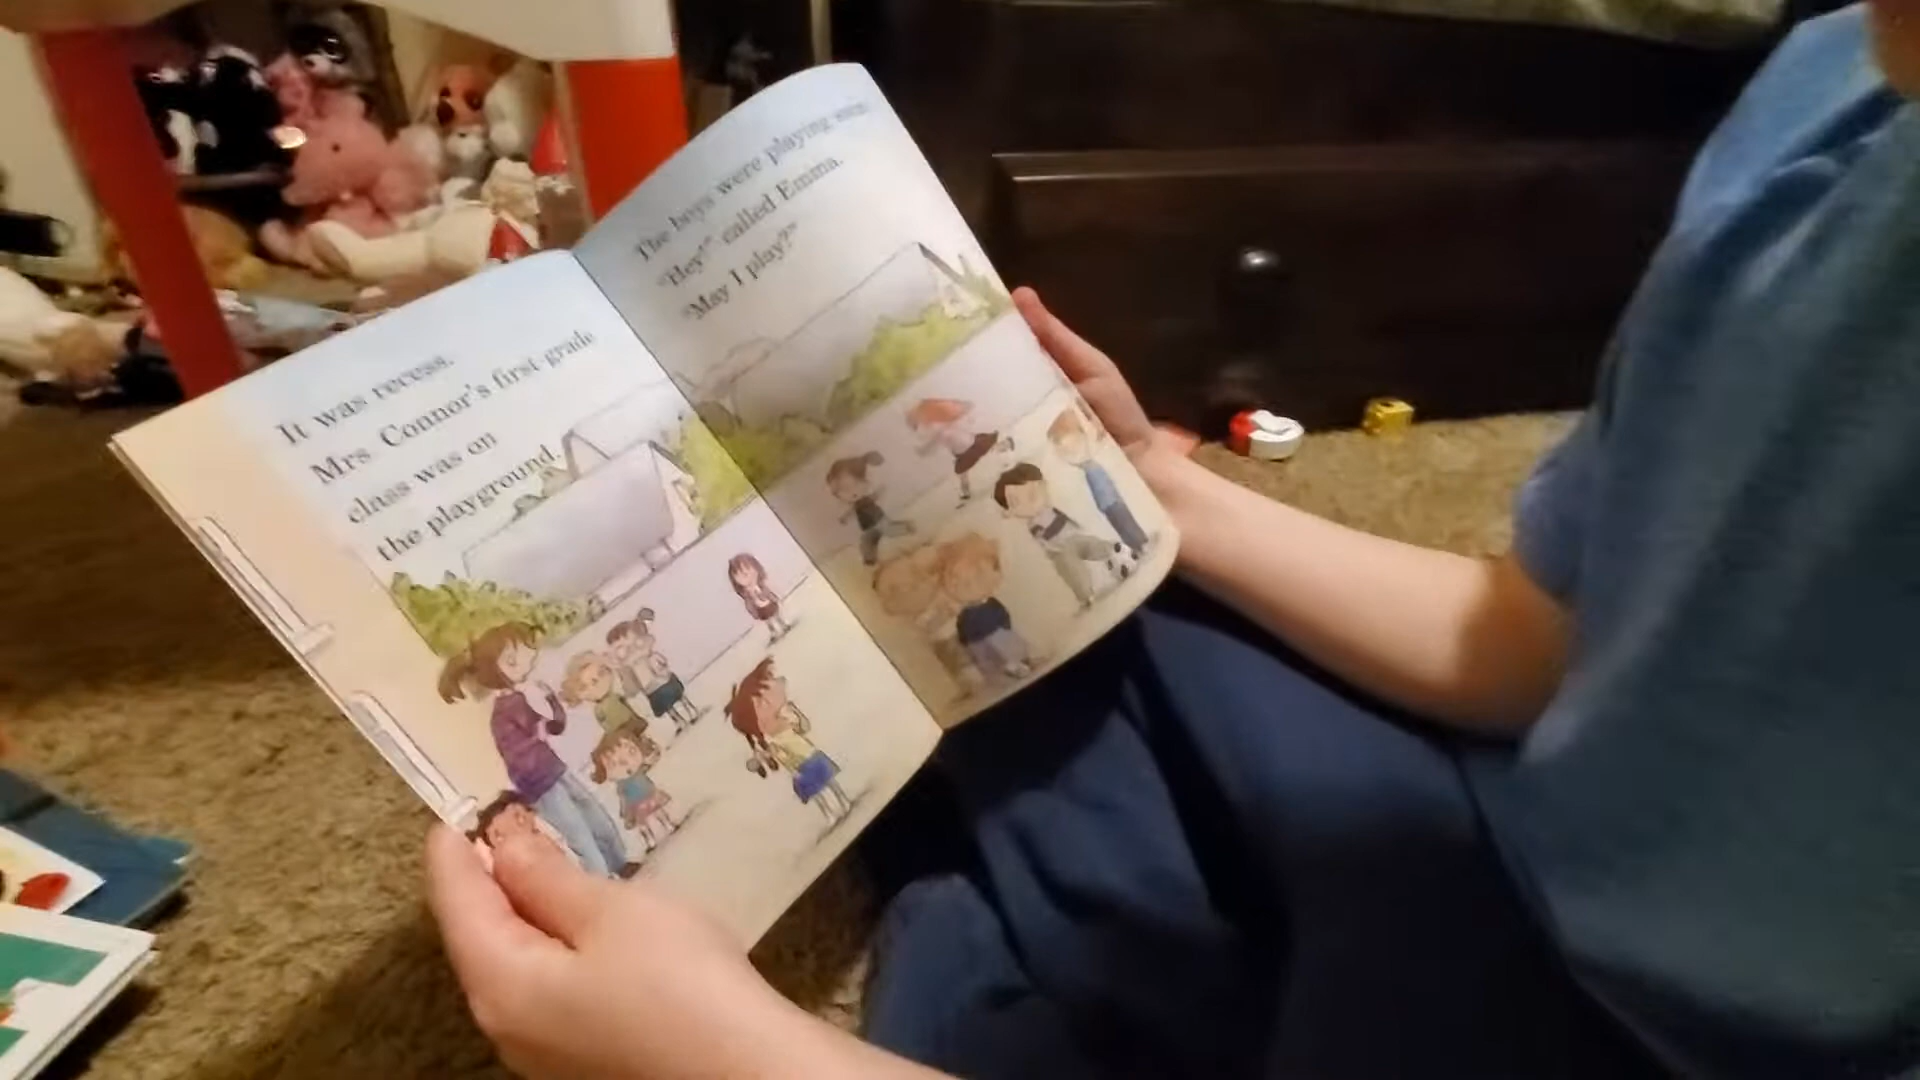 It was recess.
Mrs. Connor's first-grade
class was on
the playground.
The boys were playing
"Hey!" called Emma.
"May I play?"